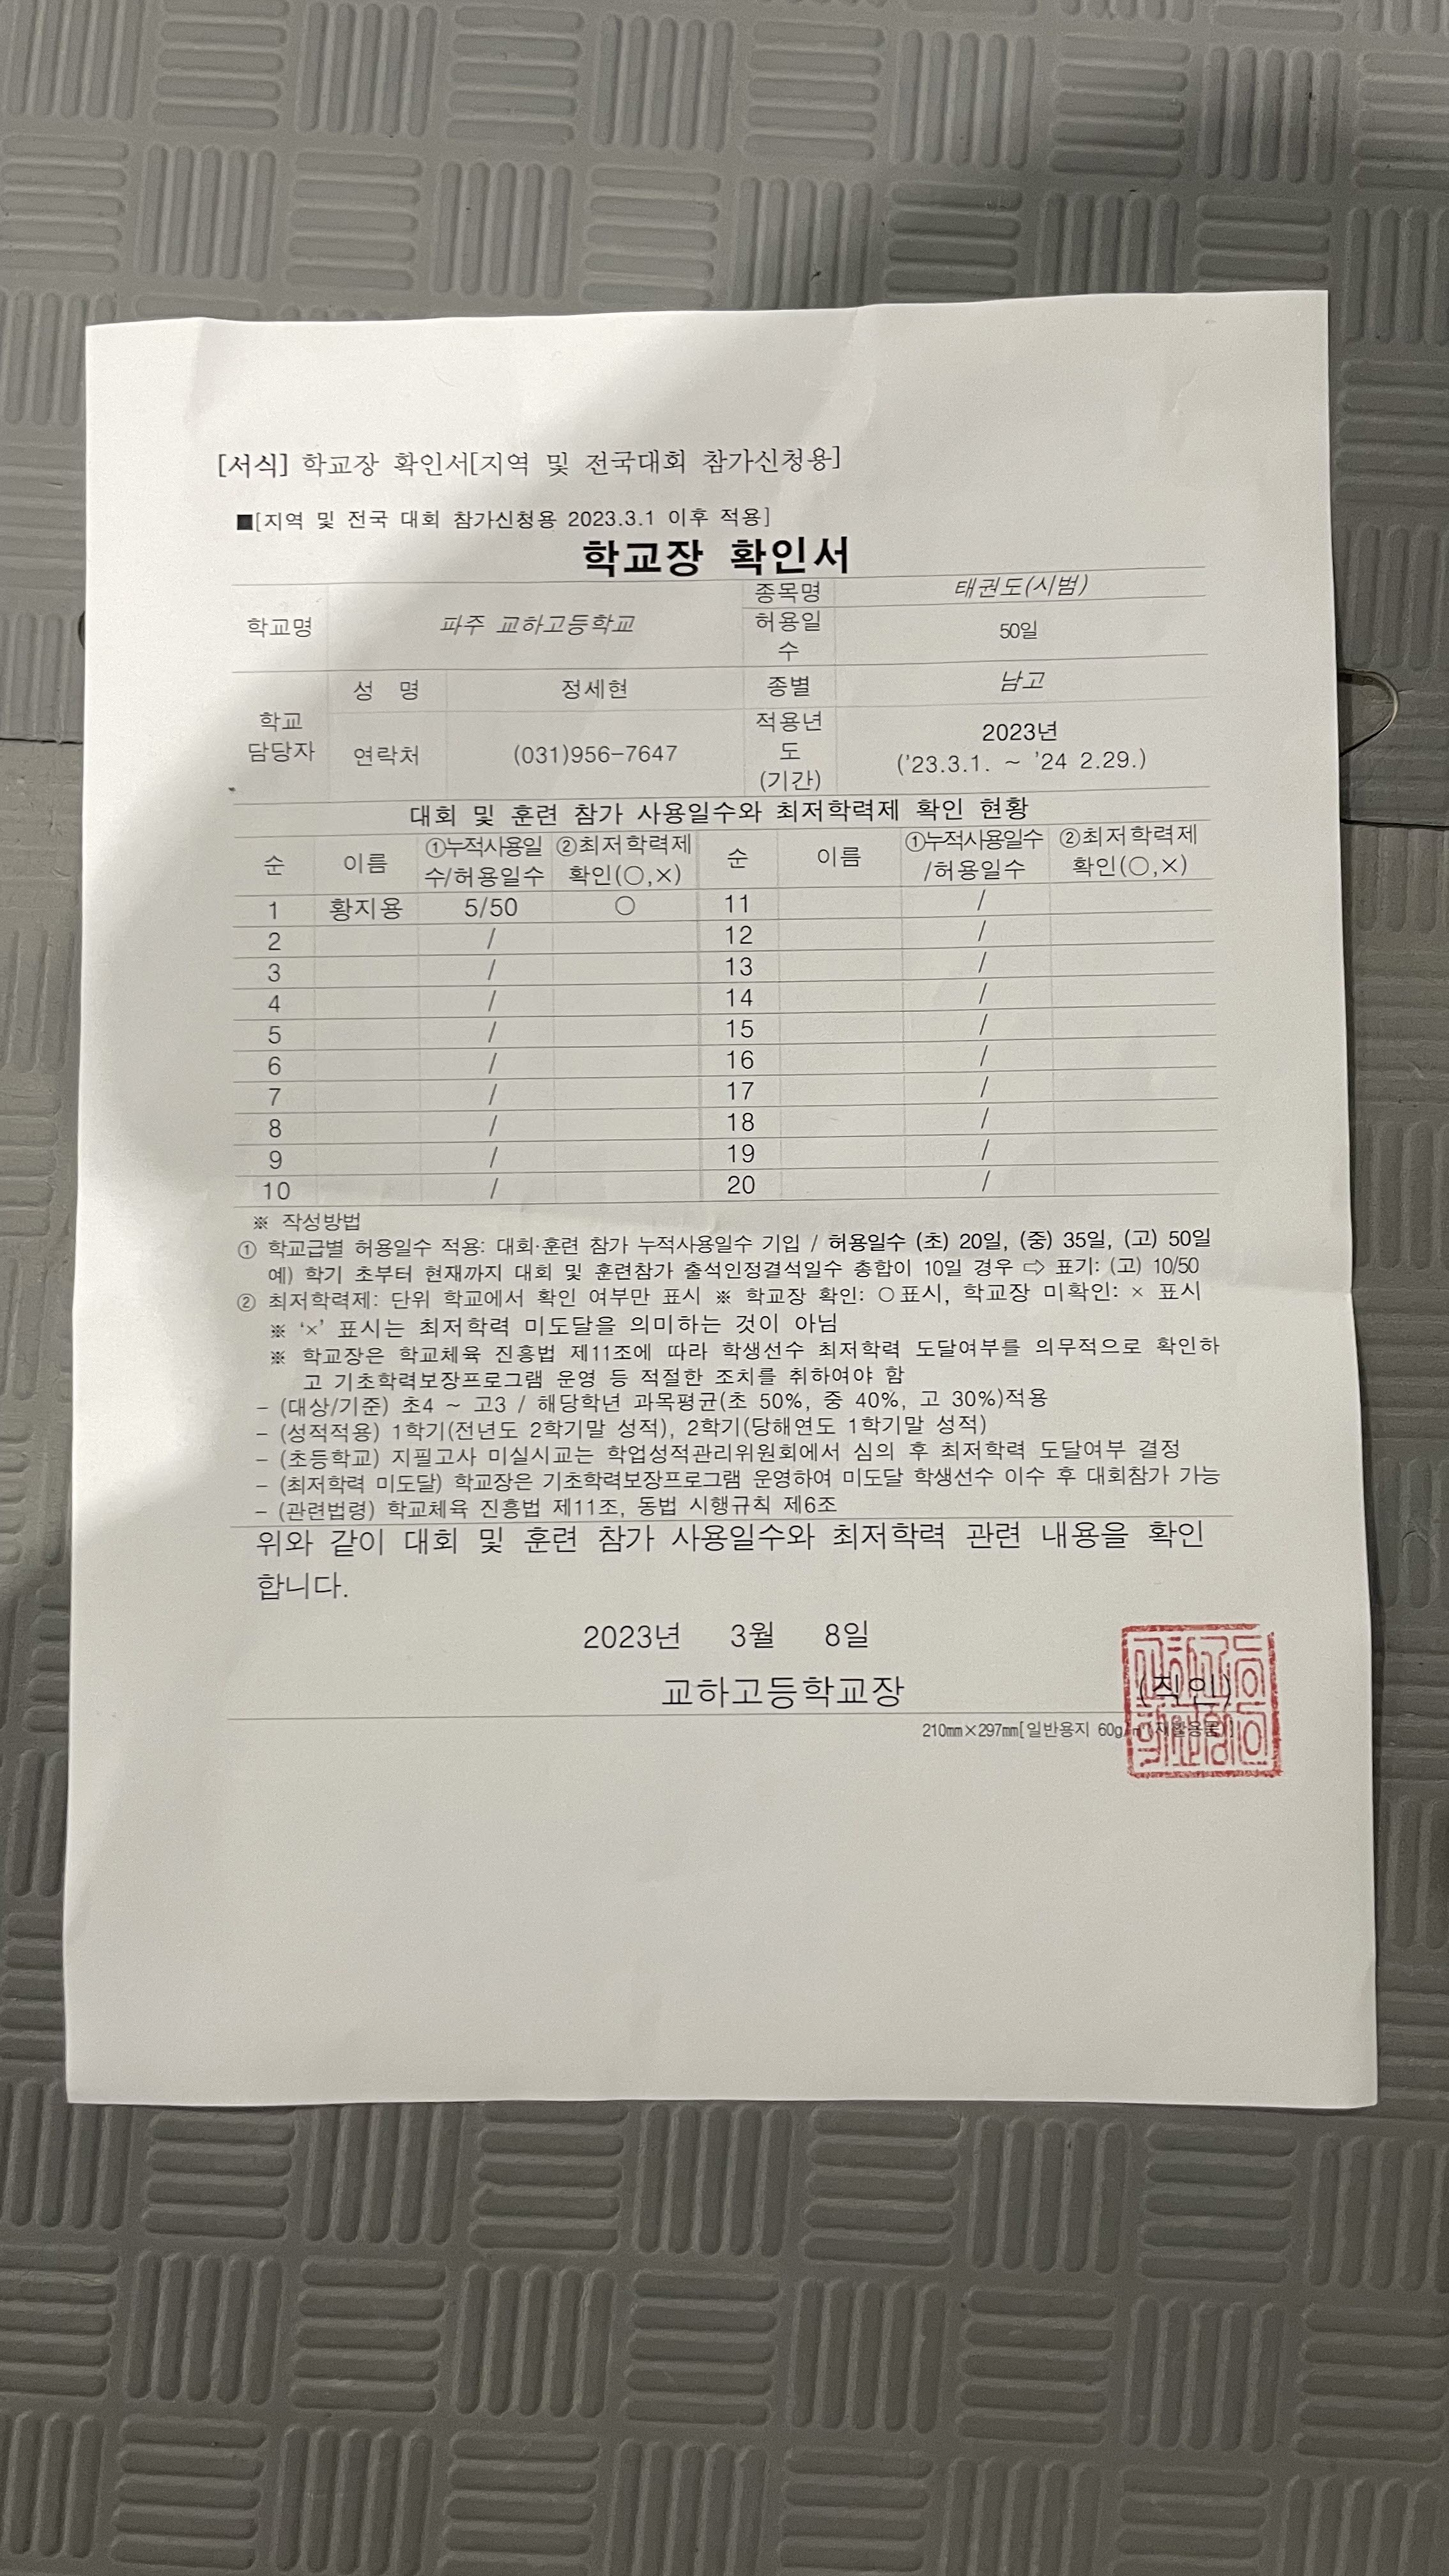 [서식] 학교장 확인서[지역 및 전국대회 참가신청용]
■[지역 및 전국 대회 참가신청용 2023.3.1 이후 적용]
학교장 확인서
학교명 파주 교하고등학교 종목명 태권도(시범)
허용일수 50일
학교 담당자 성 명 정세현 종별 남고
연락처 (031)956-7647 적용년도 (기간) 2023년 ('23.3.1. ~ '24 2.29.)
대회 및 훈련 참가 사용일수와 최저학력제 확인 현황
순 이름 ①누적사용일수/허용일수 ②최저학력제 확인(○,×) 순 이름 ①누적사용일수/허용일수 ②최저학력제 확인(○,×)
1 황지용 5/50 ○ 11 /
2 / 12 /
3 / 13 /
4 / 14 /
5 / 15 /
6 / 16 /
7 / 17 /
8 / 18 /
9 / 19 /
10 / 20 /
※ 작성방법
① 학교급별 허용일수 적용: 대회·훈련 참가 누적사용일수 기입 / 허용일수 (초) 20일, (중) 35일, (고) 50일
예) 학기 초부터 현재까지 대회 및 훈련참가 출석인정결석일수 총합이 10일 경우 ⇨ 표기: (고) 10/50
② 최저학력제: 단위 학교에서 확인 여부만 표시 ※ 학교장 확인: ○표시, 학교장 미확인: × 표시
※ '×' 표시는 최저학력 미도달을 의미하는 것이 아님
※ 학교장은 학교체육 진흥법 제11조에 따라 학생선수 최저학력 도달여부를 의무적으로 확인하
고 기초학력보장프로그램 운영 등 적절한 조치를 취하여야 함
- (대상/기준) 초4 ~ 고3 / 해당학년 과목평균(초 50%, 중 40%, 고 30%)적용
- (성적적용) 1학기(전년도 2학기말 성적), 2학기(당해연도 1학기말 성적)
- (초등학교) 지필고사 미실시교는 학업성적관리위원회에서 심의 후 최저학력 도달여부 결정
- (최저학력 미도달) 학교장은 기초학력보장프로그램 운영하여 미도달 학생선수 이수 후 대회참가 가능
- (관련법령) 학교체육 진흥법 제11조, 동법 시행규칙 제6조
위와 같이 대회 및 훈련 참가 사용일수와 최저학력 관련 내용을 확인
합니다.
2023년 3월 8일
교하고등학교장 (직인)
210㎜×297㎜[일반용지 60g/㎡(재활용품)]